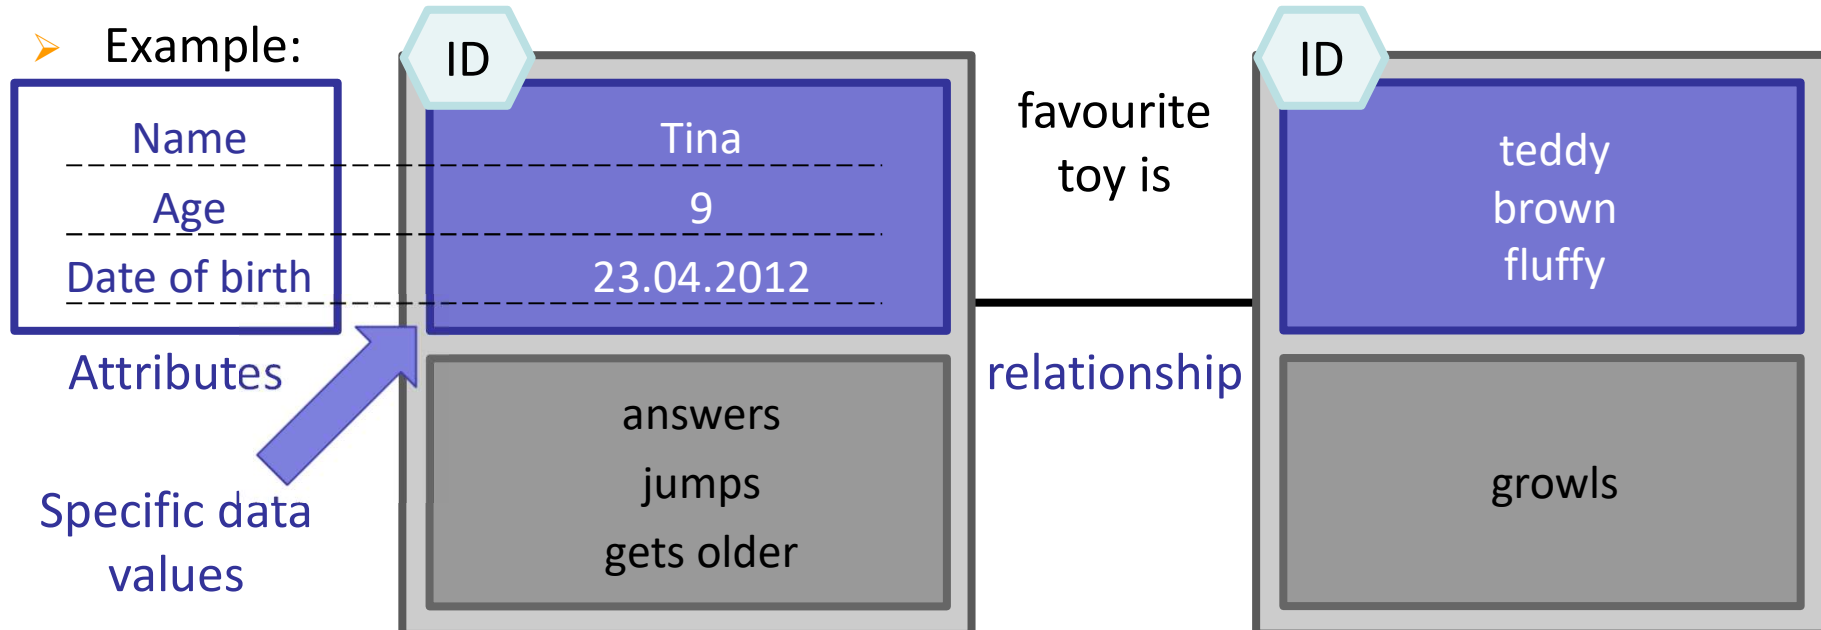 Example:
ID
ID
Name
Age
Date of birth
Attributes
Specific data
values
Tina
9
23.04.2012
answers
jumps
gets older
favourite
toy is
relationship
teddy
brown
fluffy
growls